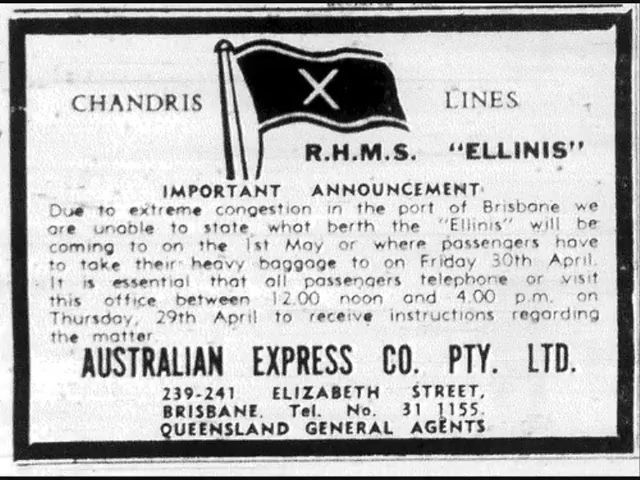 CHANDRIS LINES
X
R.H.M.S. "ELLINIS"
IMPORTANT ANNOUNCEMENT
Due to extreme congestion in the port of Brisbane we
are unable to state what berth the "Ellinis" will be
coming to on the 1st May or where passengers have
to take their heavy baggage to on Friday 30th April.
It is essential that all passengers telephone or visit
this office between 12.00 noon and 4.00 p.m. on
Thursday, 29th April to receive instructions regarding
the matter.
AUSTRALIAN EXPRESS CO. PTY. LTD.
239-241 ELIZABETH STREET,
BRISBANE. Tel. No. 31 1155.
QUEENSLAND GENERAL AGENTS